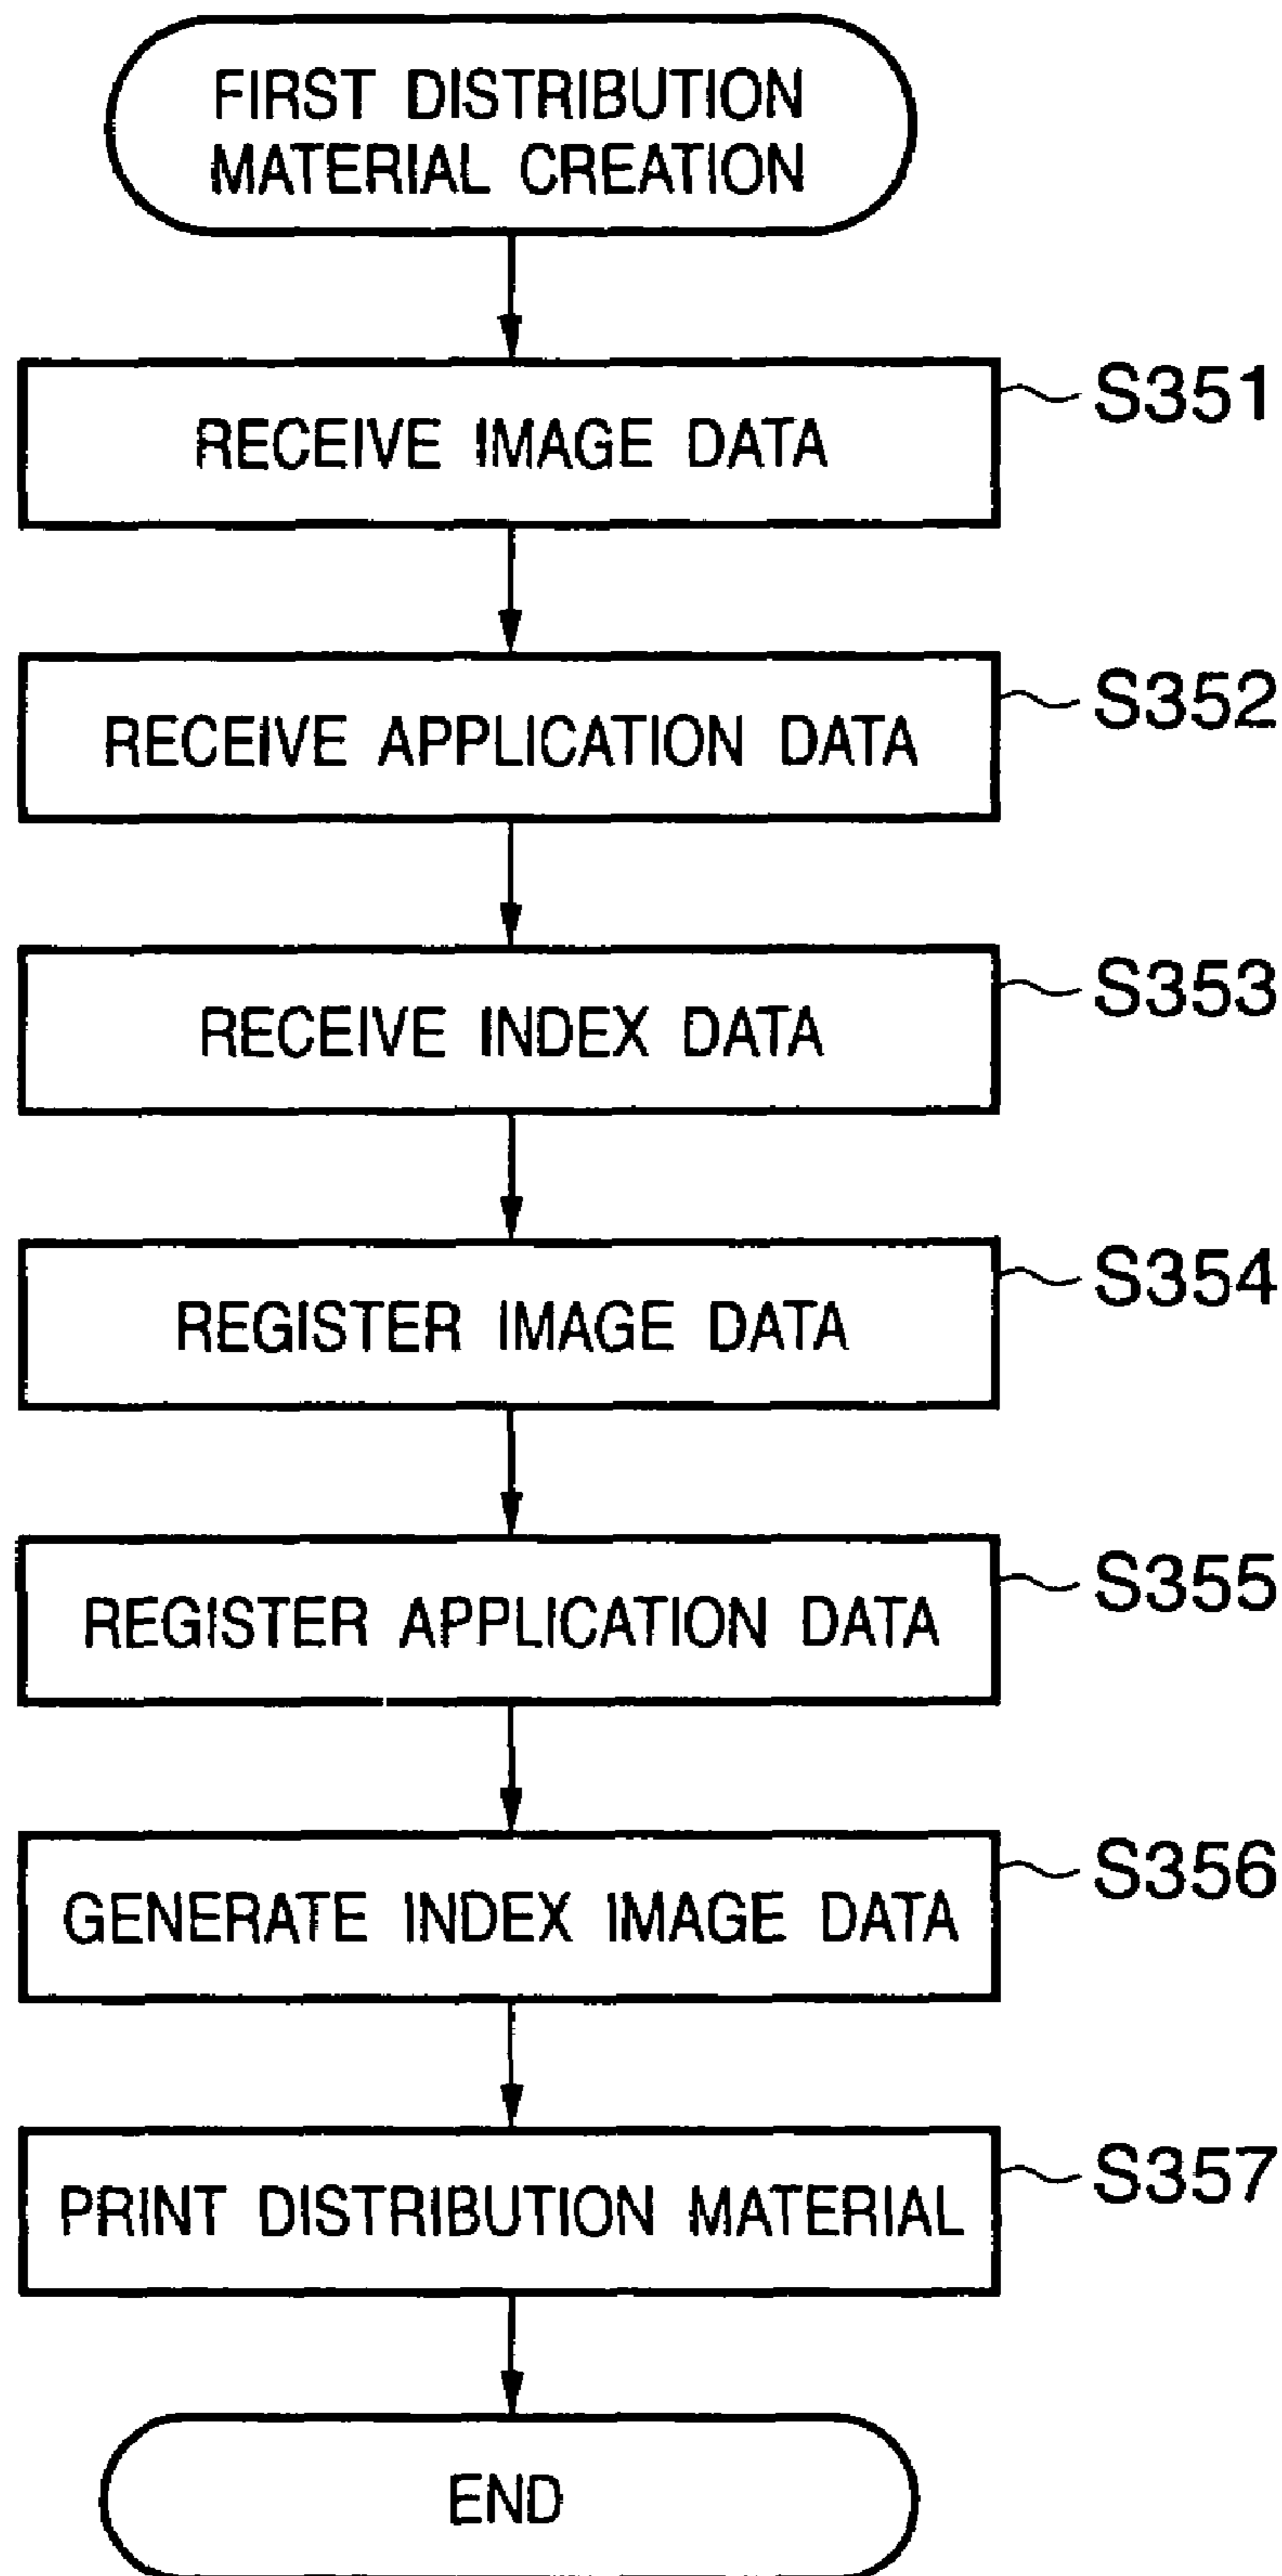 FIRST DISTRIBUTION
MATERIAL CREATION
RECEIVE IMAGE DATA
S351
RECEIVE APPLICATION DATA
S352
RECEIVE INDEX DATA
S353
REGISTER IMAGE DATA
S354
REGISTER APPLICATION DATA
S355
GENERATE INDEX IMAGE DATA
S356
PRINT DISTRIBUTION MATERIAL
S357
END